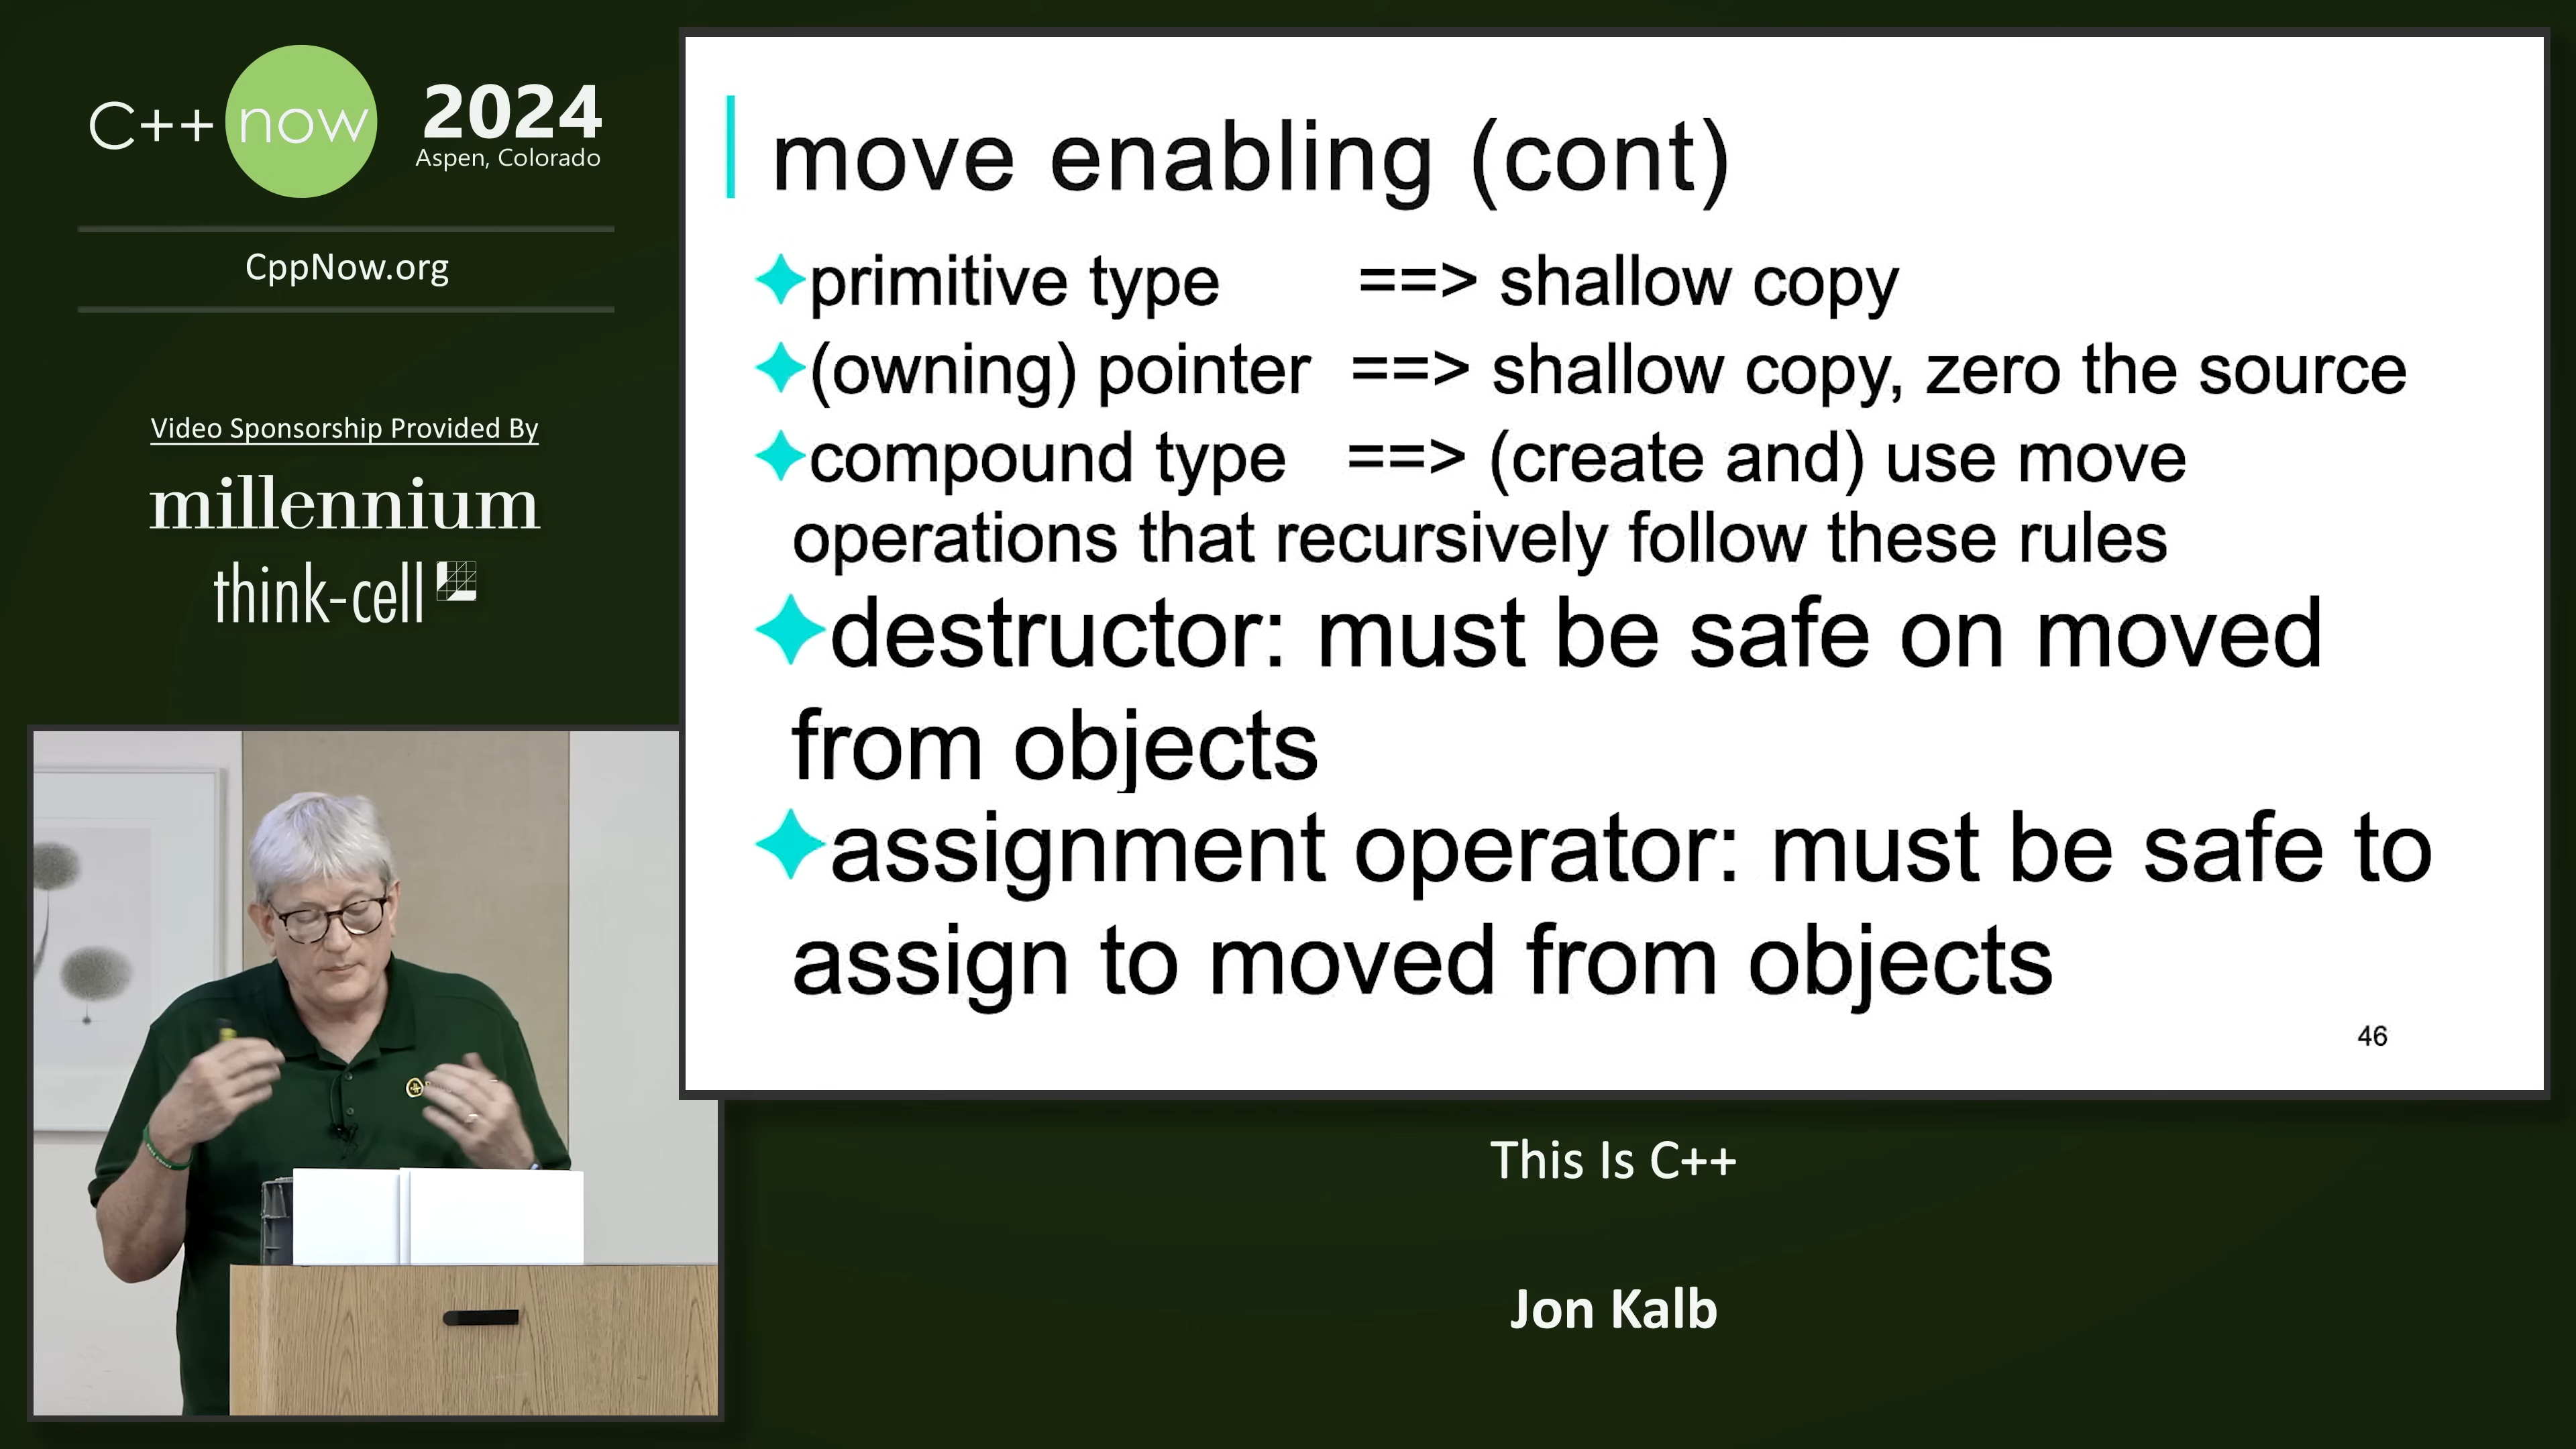 C++ now 2024
Aspen, Colorado
CppNow.org
Video Sponsorship Provided By
millennium
think-cell
move enabling (cont)
primitive type ==> shallow copy
(owning) pointer ==> shallow copy, zero the source
compound type ==> (create and) use move
operations that recursively follow these rules
destructor: must be safe on moved
from objects
assignment operator: must be safe to
assign to moved from objects
46
This Is C++
Jon Kalb